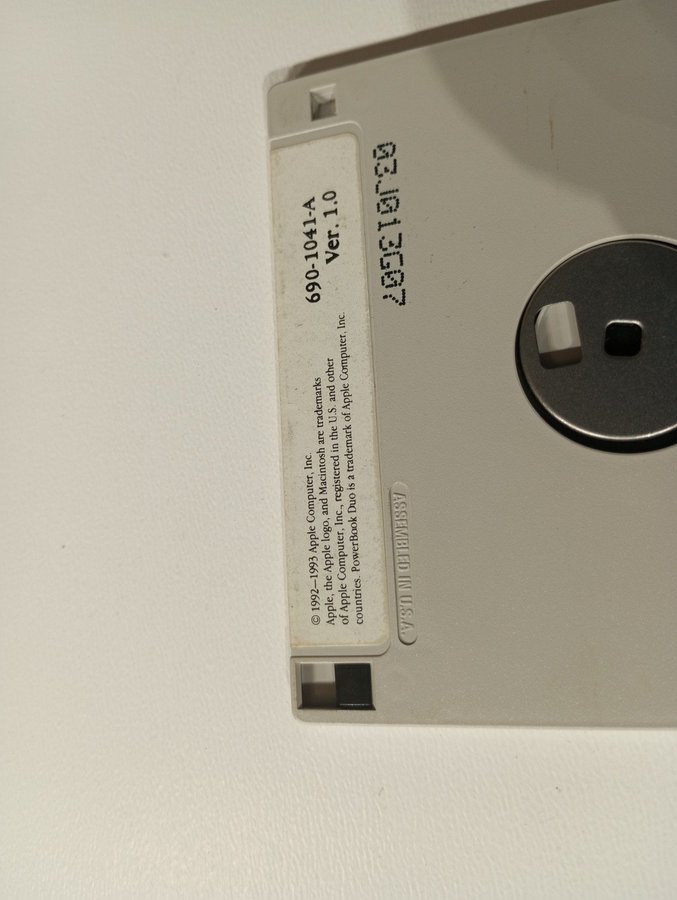 690-1041-A
Ver. 1.0
© 1992–1993 Apple Computer, Inc.
Apple, the Apple logo, and Macintosh are trademarks
of Apple Computer, Inc., registered in the U.S. and other
countries. PowerBook Duo is a trademark of Apple Computer, Inc.
ASSEMBLED IN U.S.A.